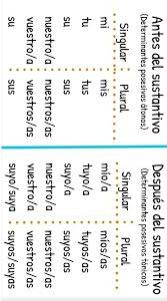 Antes del sustantivo
(Determinantes posesivos átonos)
Singular Plural
mi mis
tu tus
su sus
nuestro/a nuestros/as
vuestro/a vuestros/as
su sus
Después del sustantivo
(Determinantes posesivos tónicos)
Singular Plural
mío/a míos/as
tuyo/a tuyos/as
suyo/a suyos/as
nuestro/a nuestros/as
vuestro/a vuestros/as
suyo/suya suyos/suyas